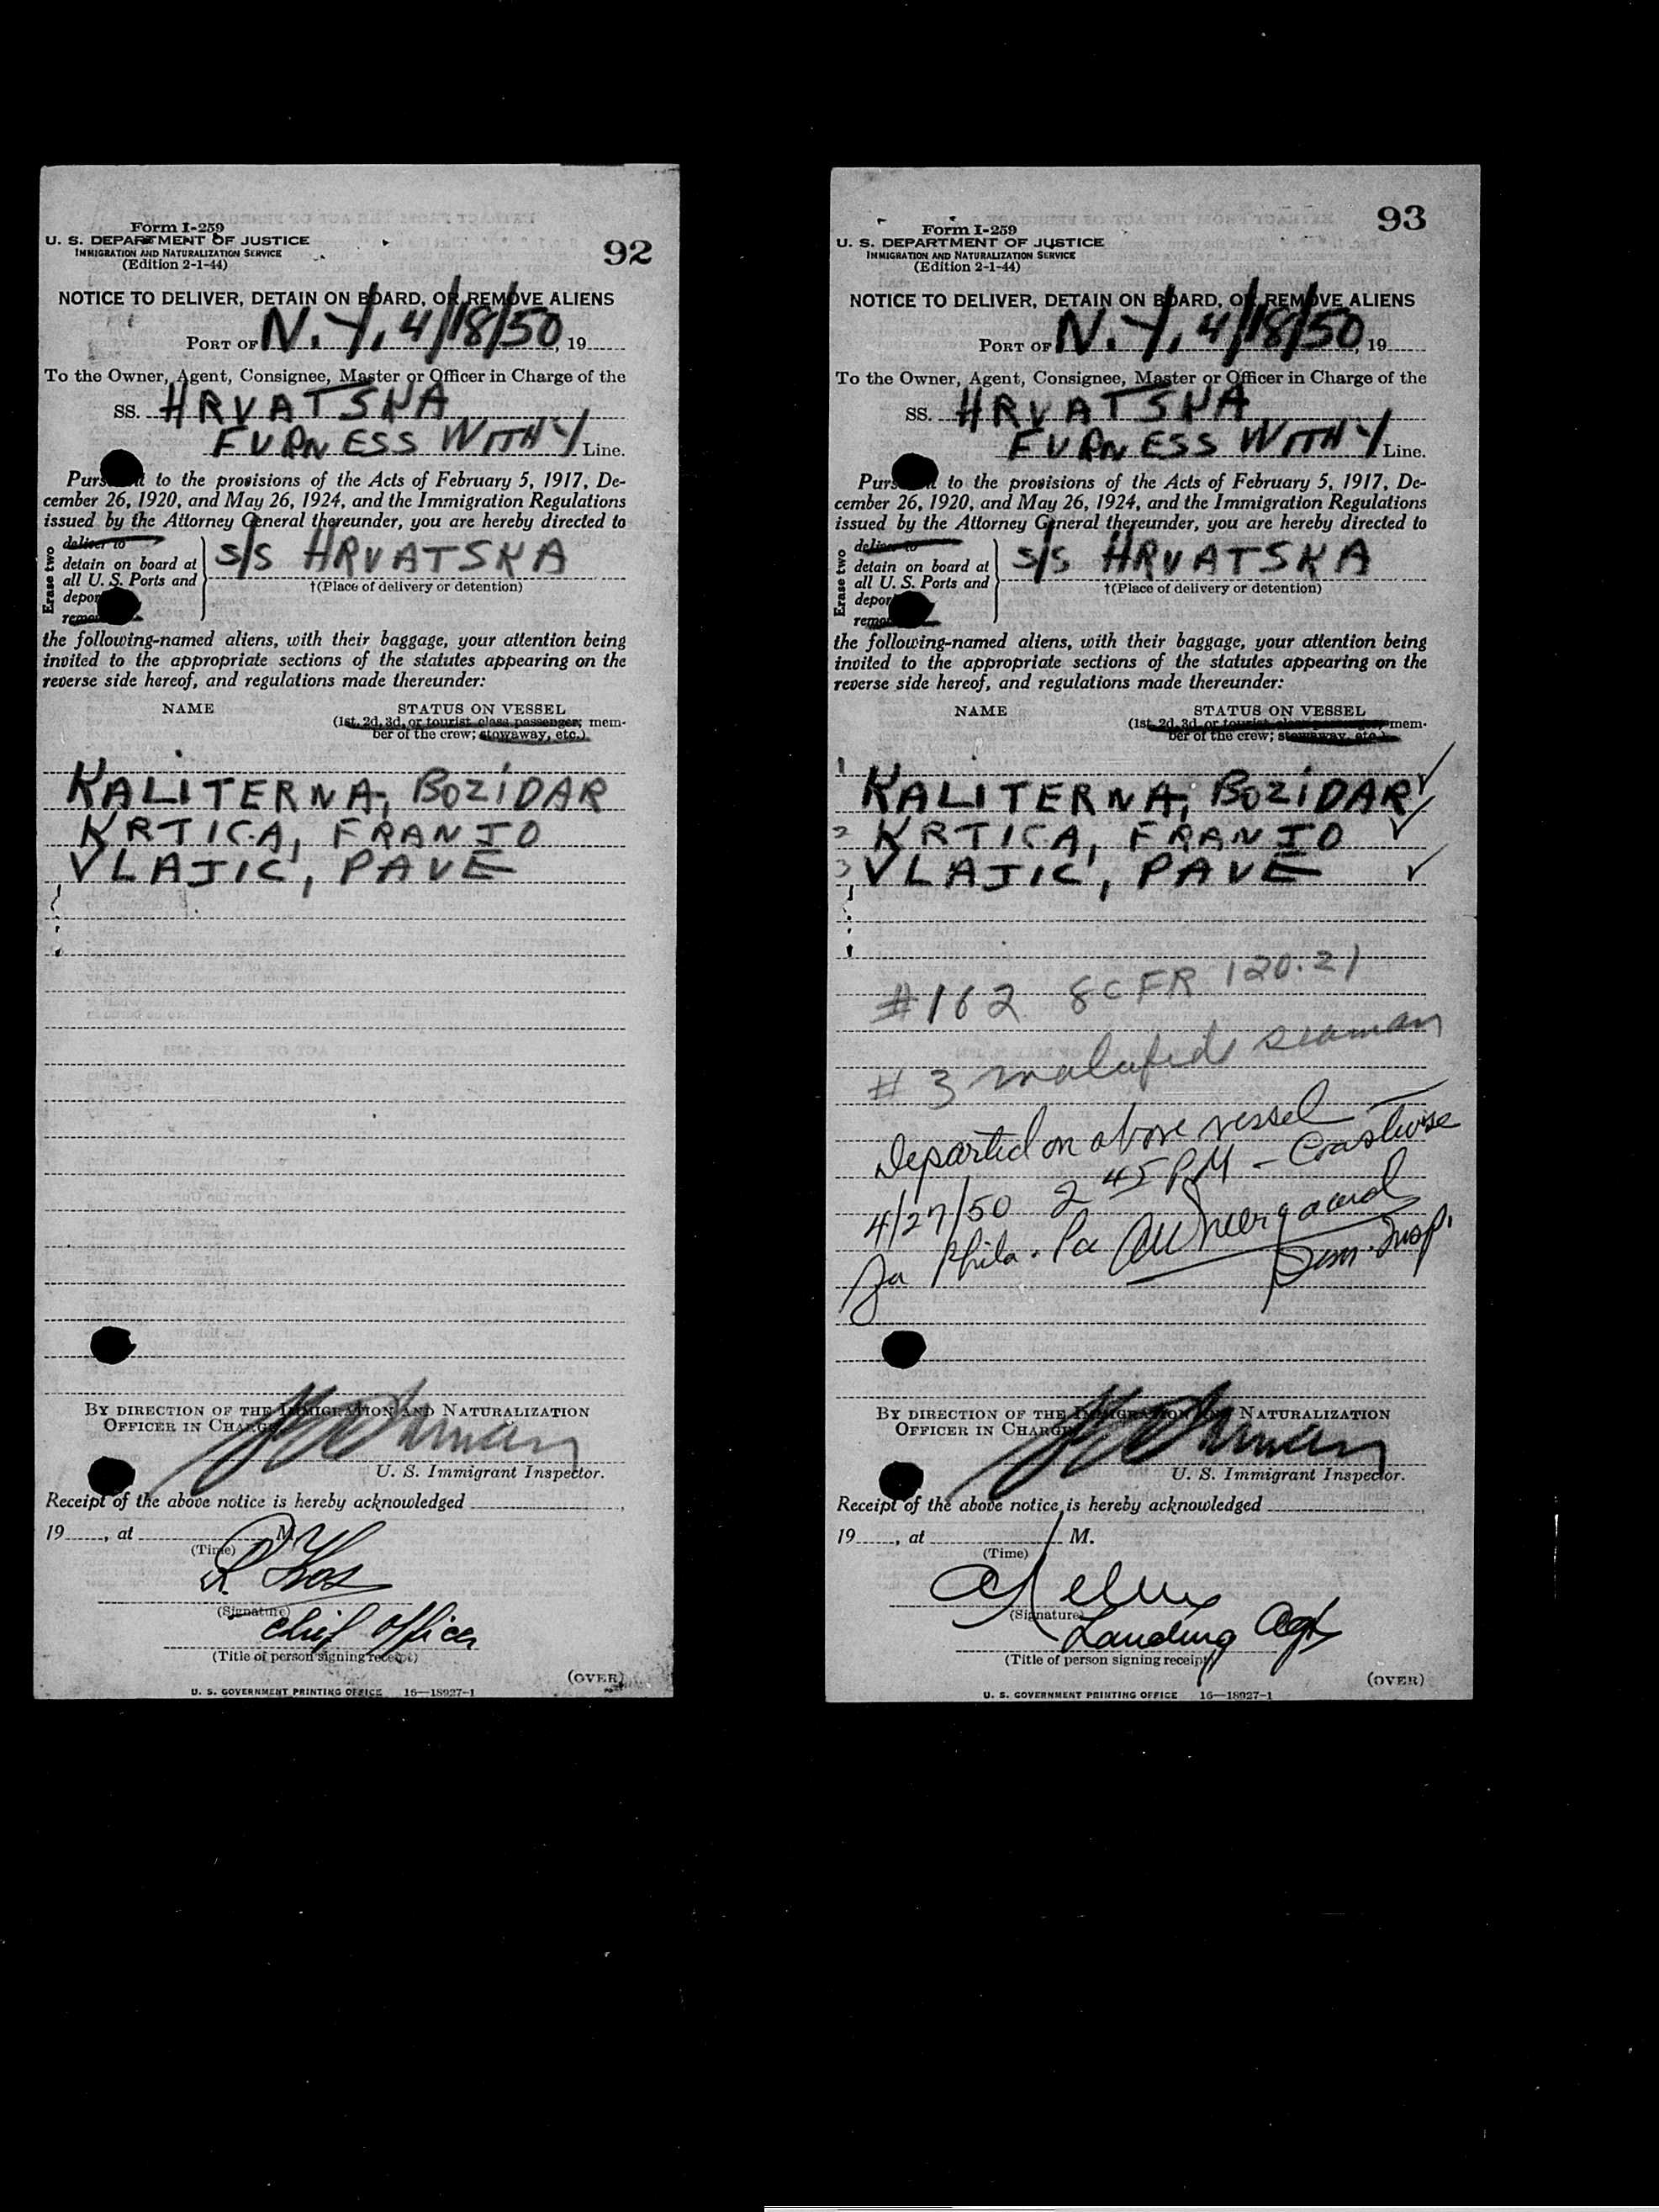 Form I-259
U. S. DEPARTMENT OF JUSTICE
IMMIGRATION AND NATURALIZATION SERVICE
(Edition 2-1-44)
92
NOTICE TO DELIVER, DETAIN ON BOARD, OR REMOVE ALIENS
PORT OF N.Y, 4/18/50, 19
To the Owner, Agent, Consignee, Master or Officer in Charge of the
SS. HRVATSKA
FURNESS WITHY Line.
to the provisions of the Acts of February 5, 1917, De-
cember 26, 1920, and May 26, 1924, and the Immigration Regulations
issued by the Attorney General thereunder, you are hereby directed to
Erase two
deliver to
detain on board at
all U. S. Ports and
s/s HRVATSKA
†(Place of delivery or detention)
the following-named aliens, with their baggage, your attention being
invited to the appropriate sections of the statutes appearing on the
reverse side hereof, and regulations made thereunder:
NAME STATUS ON VESSEL
(1st, 2d, 3d, or tourist class passenger; mem-
ber of the crew; stowaway, etc.)
KALITERNA, BOZIDAR
KRTICA, FRANJO
VLAJIC, PAVE
BY DIRECTION OF THE IMMIGRATION AND NATURALIZATION
OFFICER IN CHARGE
U. S. Immigrant Inspector.
Receipt of the above notice is hereby acknowledged
19 , at M.
(Time)
(Signature)
Chief Officer
(Title of person signing receipt)
(OVER)
U. S. GOVERNMENT PRINTING OFFICE 16—18027-1
Form I-259
U. S. DEPARTMENT OF JUSTICE
IMMIGRATION AND NATURALIZATION SERVICE
(Edition 2-1-44)
93
NOTICE TO DELIVER, DETAIN ON BOARD, OR REMOVE ALIENS
PORT OF N.Y, 4/18/50, 19
To the Owner, Agent, Consignee, Master or Officer in Charge of the
SS. HRVATSKA
FURNESS WITHY Line.
to the provisions of the Acts of February 5, 1917, De-
cember 26, 1920, and May 26, 1924, and the Immigration Regulations
issued by the Attorney General thereunder, you are hereby directed to
Erase two
deliver to
detain on board at
all U. S. Ports and
s/s HRVATSKA
†(Place of delivery or detention)
the following-named aliens, with their baggage, your attention being
invited to the appropriate sections of the statutes appearing on the
reverse side hereof, and regulations made thereunder:
NAME STATUS ON VESSEL
(1st, 2d, 3d, or tourist class passenger; mem-
ber of the crew; stowaway, etc.)
1 KALITERNA, BOZIDAR ✓
2 KRTICA, FRANJO ✓
3 VLAJIC, PAVE ✓
#1&2 8CFR 120.21
#3 malafide seaman
Departed on above vessel —
4/27/50 2 45 PM - Coastwise
Phila. Pa Imm. Insp.
BY DIRECTION OF THE IMMIGRATION AND NATURALIZATION
OFFICER IN CHARGE
U. S. Immigrant Inspector.
Receipt of the above notice is hereby acknowledged
19 , at M.
(Time)
(Signature)
Landing Agt
(Title of person signing receipt)
(OVER)
U. S. GOVERNMENT PRINTING OFFICE 16—18027-1